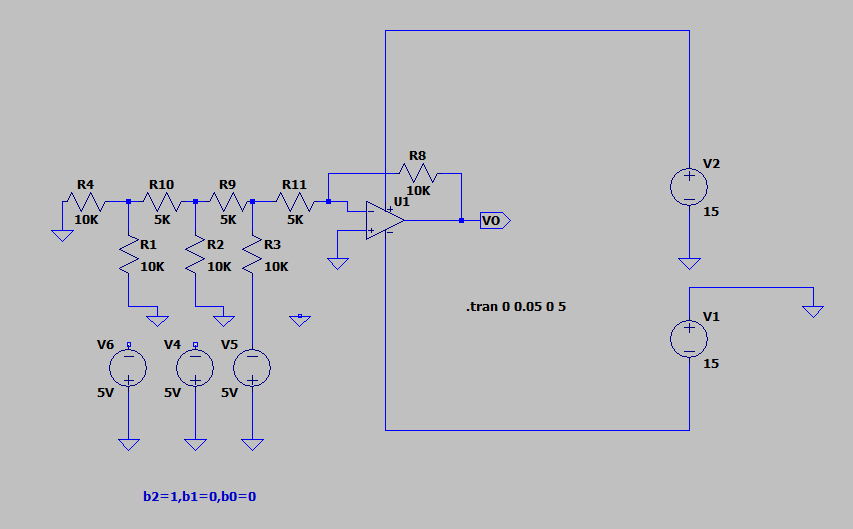 R8
10K
V2
15
R4
10K
R10
5K
R9
5K
R11
5K
U1
VO
R1
10K
R2
10K
R3
10K
.tran 0 0.05 0 5
V1
15
V6
5V
V4
5V
V5
5V
b2=1,b1=0,b0=0